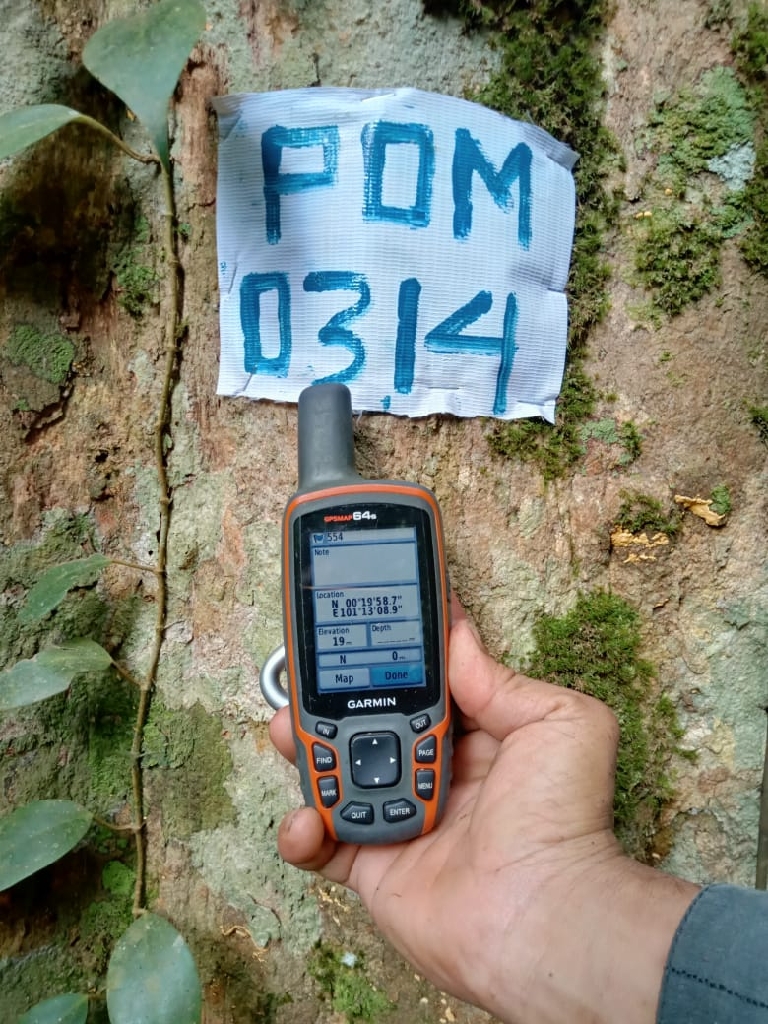 POM
0314
GPSMAP 64s
554
Note
Location
N 00°19'58.7"
E101°13'08.9"
Elevation Depth
19m
N 0m
Map Done
GARMIN
IN OUT
FIND PAGE
MARK MENU
QUIT ENTER